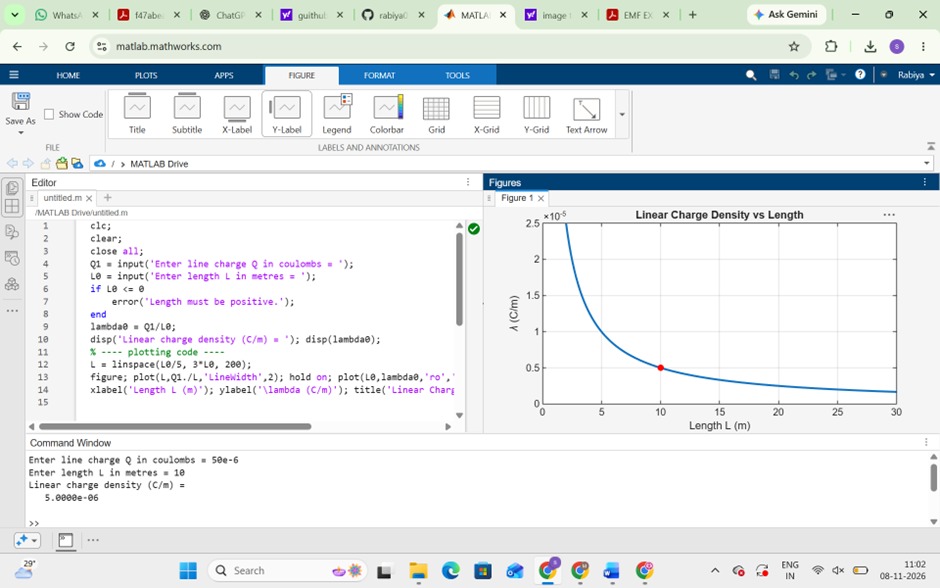 WhatsA
f47abe
ChatGF
guithub
rabiya
MATLA
image
EMF E
Ask Gemini
matlab.mathworks.com
HOME
PLOTS
APPS
FIGURE
FORMAT
TOOLS
Rabiya
Save As
Show Code
FILE
Title
Subtitle
X-Label
Y-Label
Legend
Colorbar
Grid
X-Grid
Y-Grid
Text Arrow
LABELS AND ANNOTATIONS
/ > MATLAB Drive
Editor
untitled.m
/MATLAB Drive/untitled.m
1 clc;
2 clear;
3 close all;
4 Q1 = input('Enter line charge Q in coulombs = ');
5 L0 = input('Enter length L in metres = ');
6 if L0 <= 0
7 error('Length must be positive.');
8 end
9 lambda0 = Q1/L0;
10 disp('Linear charge density (C/m) = '); disp(lambda0);
11 % ---- plotting code ----
12 L = linspace(L0/5, 3*L0, 200);
13 figure; plot(L,Q1./L,'LineWidth',2); hold on; plot(L0,lambda0,'ro','
14 xlabel('Length L (m)'); ylabel('\lambda (C/m)'); title('Linear Charg
15
Figures
Figure 1
Linear Charge Density vs Length
×10-5
2.5
2
1.5
1
0.5
0
λ (C/m)
0 5 10 15 20 25 30
Length L (m)
Command Window
Enter line charge Q in coulombs = 50e-6
Enter length L in metres = 10
Linear charge density (C/m) =
5.0000e-06
>>
29°
Search
ENG
IN
11:02
08-11-2026